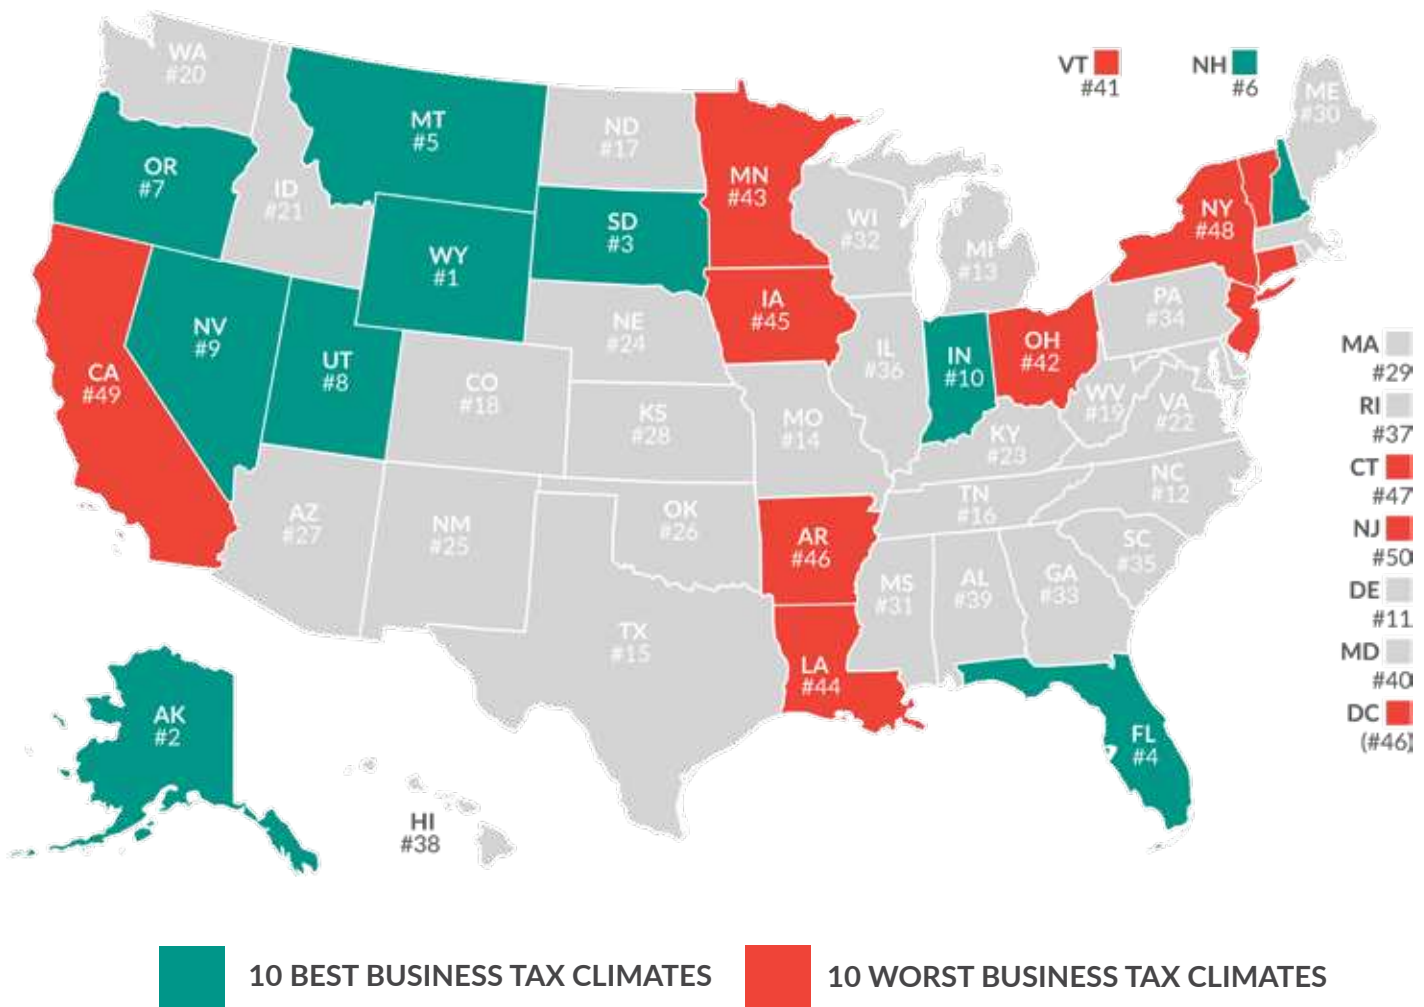 WA
#20
VT
#41
NH
#6
ME
#30
MT
#5
ND
#17
OR
#7
ID
#21
MN
#43
WI
#32
MI
#13
NY
#48
SD
#3
WY
#1
IA
#45
PA
#34
NV
#9
NE
#24
UT
#8
CO
#18
IL
#36
IN
#10
OH
#42
MA
#29
CA
#49
KS
#28
MO
#14
WV
#19
VA
#22
RI
#37
KY
#23
CT
#47
AZ
#27
NM
#25
OK
#26
TN
#16
NC
#12
NJ
#50
AR
#46
SC
#35
MS
#31
AL
#39
GA
#33
DE
#11
TX
#15
LA
#44
MD
#40
AK
#2
FL
#4
DC
(#46)
HI
#38
10 BEST BUSINESS TAX CLIMATES
10 WORST BUSINESS TAX CLIMATES